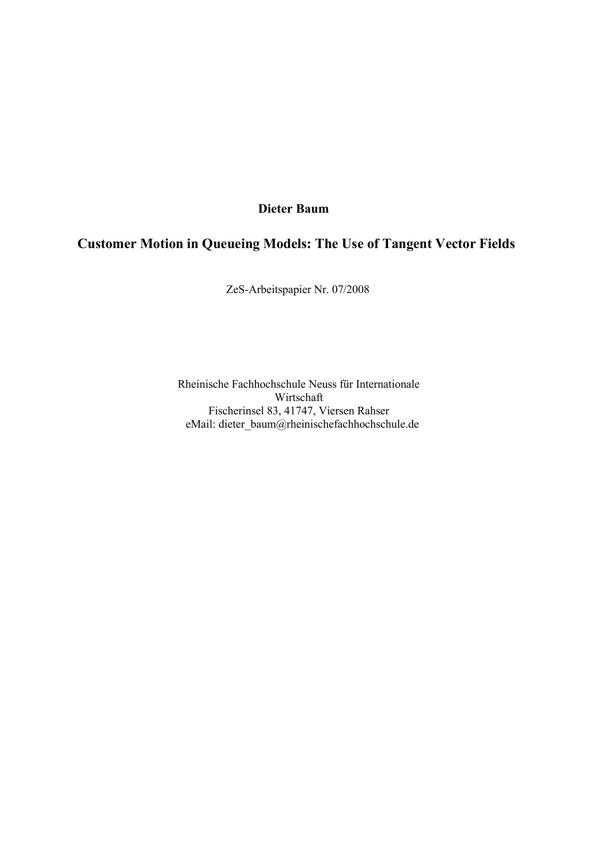 Dieter Baum
Customer Motion in Queueing Models: The Use of Tangent Vector Fields
ZeS-Arbeitspapier Nr. 07/2008
Rheinische Fachhochschule Neuss für Internationale
Wirtschaft
Fischerinsel 83, 41747, Viersen Rahser
eMail: dieter_baum@rheinischefachhochschule.de